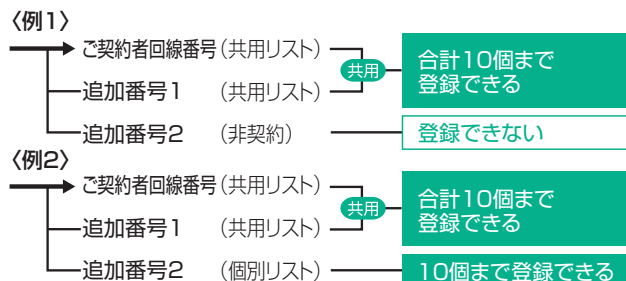 〈例1〉
ご契約者回線番号(共用リスト)
共用
合計10個まで
登録できる
追加番号1 (共用リスト)
追加番号2 (非契約)
登録できない
〈例2〉
ご契約者回線番号(共用リスト)
共用
合計10個まで
登録できる
追加番号1 (共用リスト)
追加番号2 (個別リスト)
10個まで登録できる